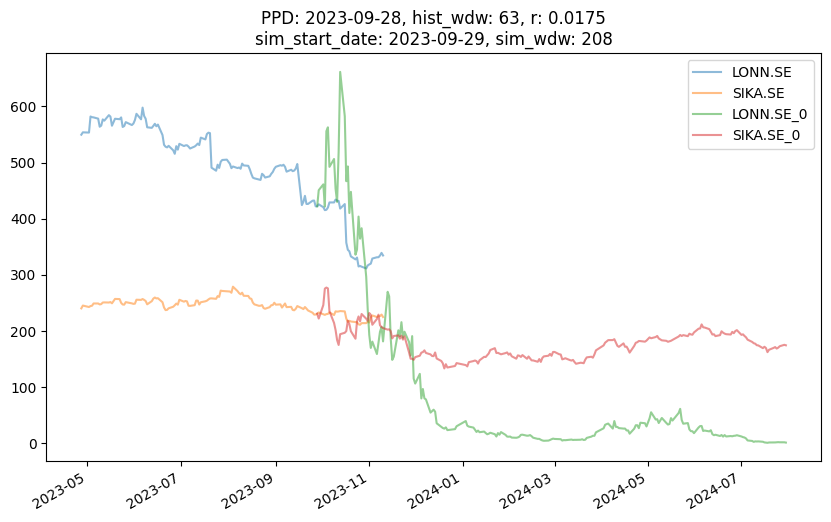 PPD: 2023-09-28, hist_wdw: 63, r: 0.0175
sim_start_date: 2023-09-29, sim_wdw: 208
LONN.SE
SIKA.SE
LONN.SE_0
SIKA.SE_0
600
500
400
300
200
100
0
2023-05
2023-07
2023-09
2023-11
2024-01
2024-03
2024-05
2024-07